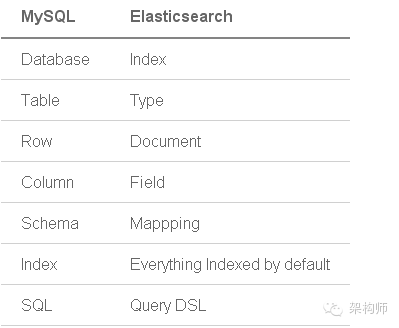 MySQL Elasticsearch
Database Index
Table Type
Row Document
Column Field
Schema Mappping
Index Everything Indexed by default
SQL Query DSL
架构师